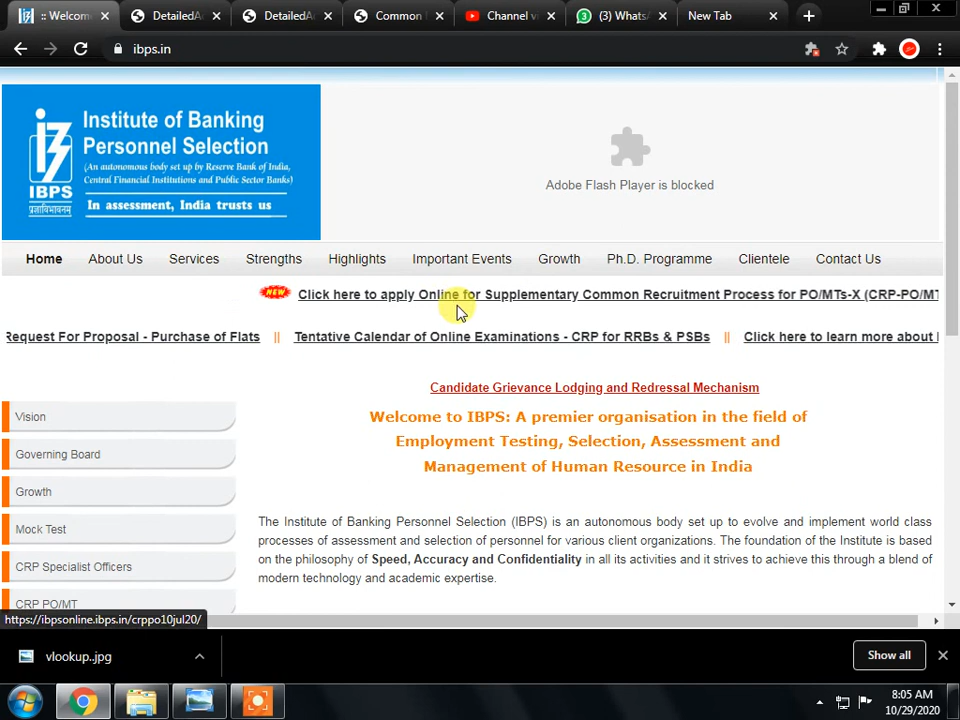 :: Welcom
DetailedA
DetailedA
Common
Channel v
3
(3) WhatsA
New Tab
ibps.in
Institute of Banking
Personnel Selection
(An autonomous body set up by Reserve Bank of India,
Central Financial Institutions and Public Sector Banks)
IBPS
In assessment, India trusts us
Adobe Flash Player is blocked
Home
About Us
Services
Strengths
Highlights
Important Events
Growth
Ph.D. Programme
Clientele
Contact Us
NEW
Click here to apply Online for Supplementary Common Recruitment Process for PO/MTs-X (CRP-PO/MT
Request For Proposal - Purchase of Flats || Tentative Calendar of Online Examinations - CRP for RRBs & PSBs || Click here to learn more about
Candidate Grievance Lodging and Redressal Mechanism
Welcome to IBPS: A premier organisation in the field of
Employment Testing, Selection, Assessment and
Management of Human Resource in India
Vision
Governing Board
Growth
Mock Test
CRP Specialist Officers
CRP PO/MT
The Institute of Banking Personnel Selection (IBPS) is an autonomous body set up to evolve and implement world class
processes of assessment and selection of personnel for various client organizations. The foundation of the Institute is based
on the philosophy of Speed, Accuracy and Confidentiality in all its activities and it strives to achieve this through a blend of
modern technology and academic expertise.
https://ibpsonline.ibps.in/crppo10jul20/
vlookup..jpg
Show all
8:05 AM
10/29/2020